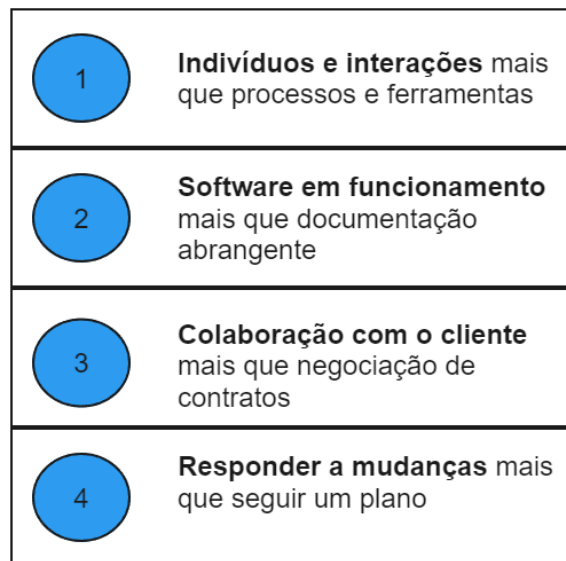 1
Indivíduos e interações mais
que processos e ferramentas
2
Software em funcionamento
mais que documentação
abrangente
3
Colaboração com o cliente
mais que negociação de
contratos
4
Responder a mudanças mais
que seguir um plano